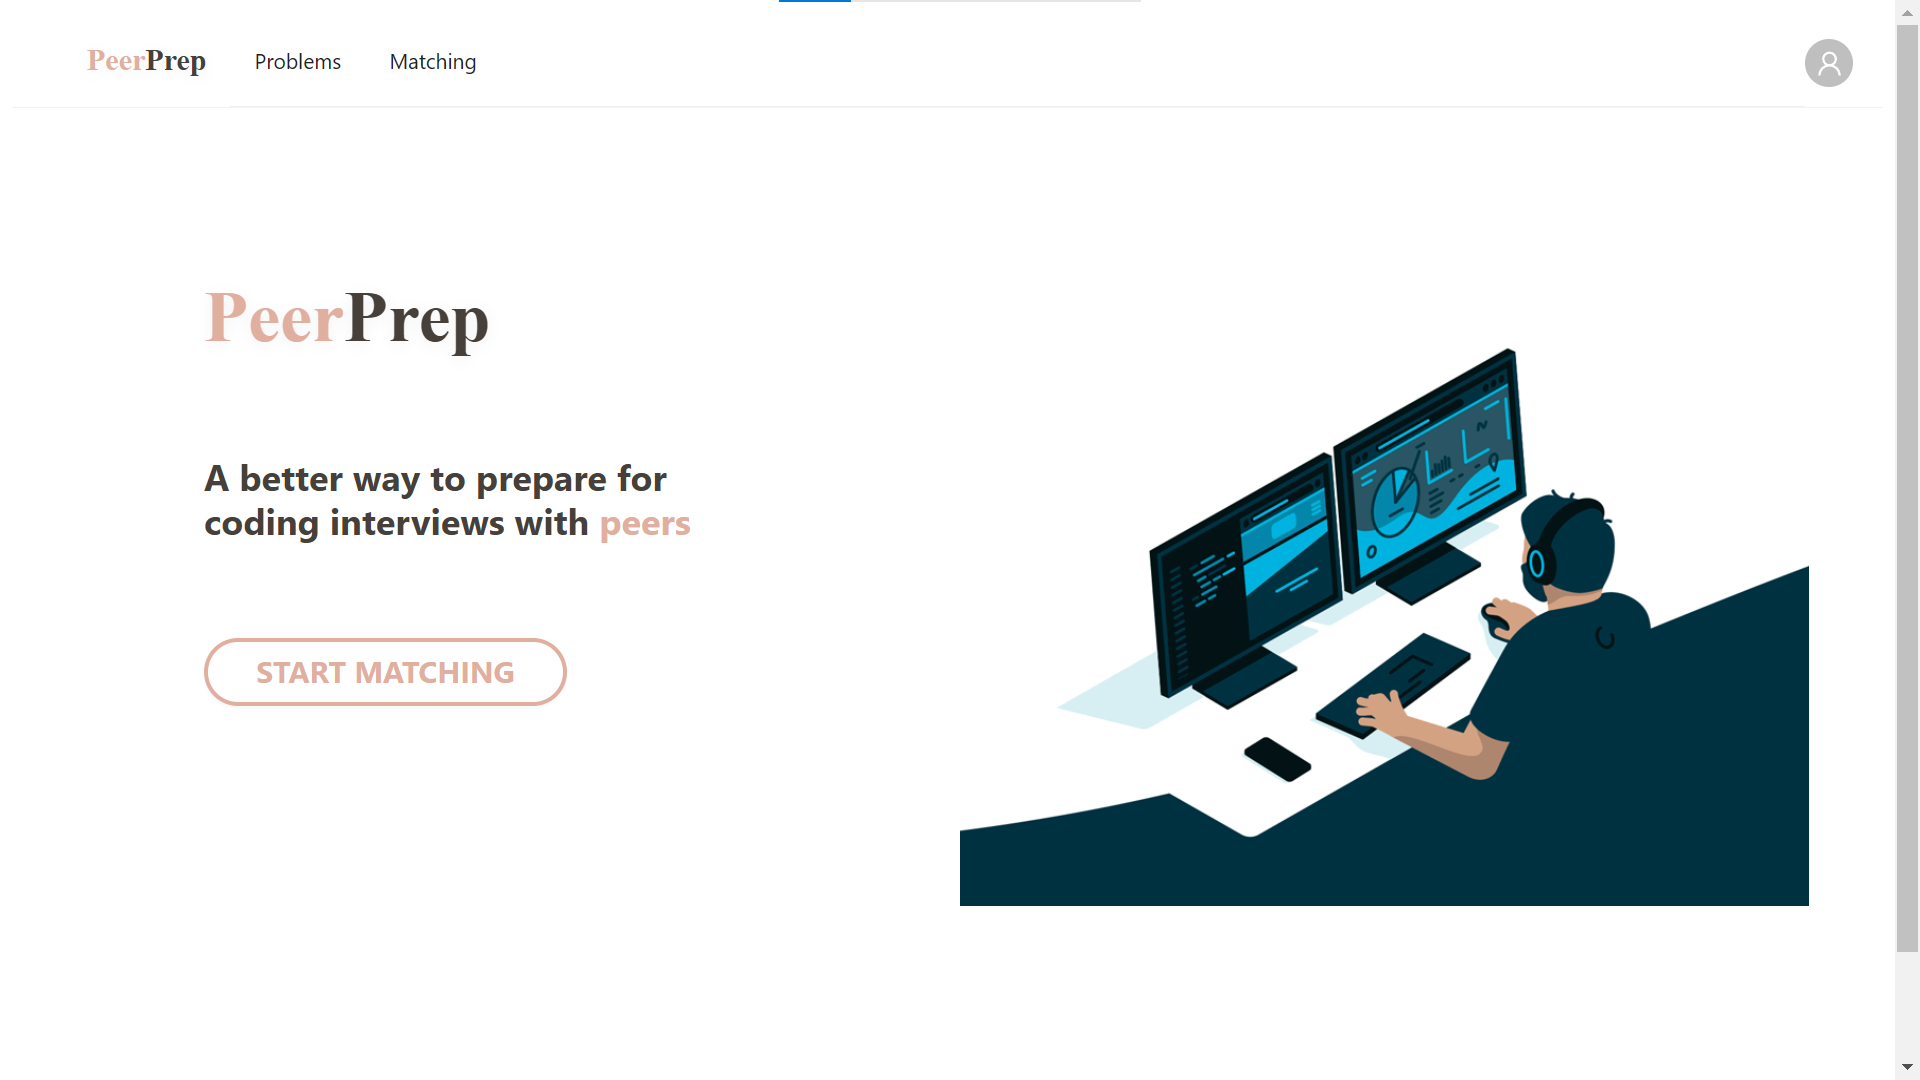 PeerPrep Problems Matching
PeerPrep
A better way to prepare for
coding interviews with peers
START MATCHING